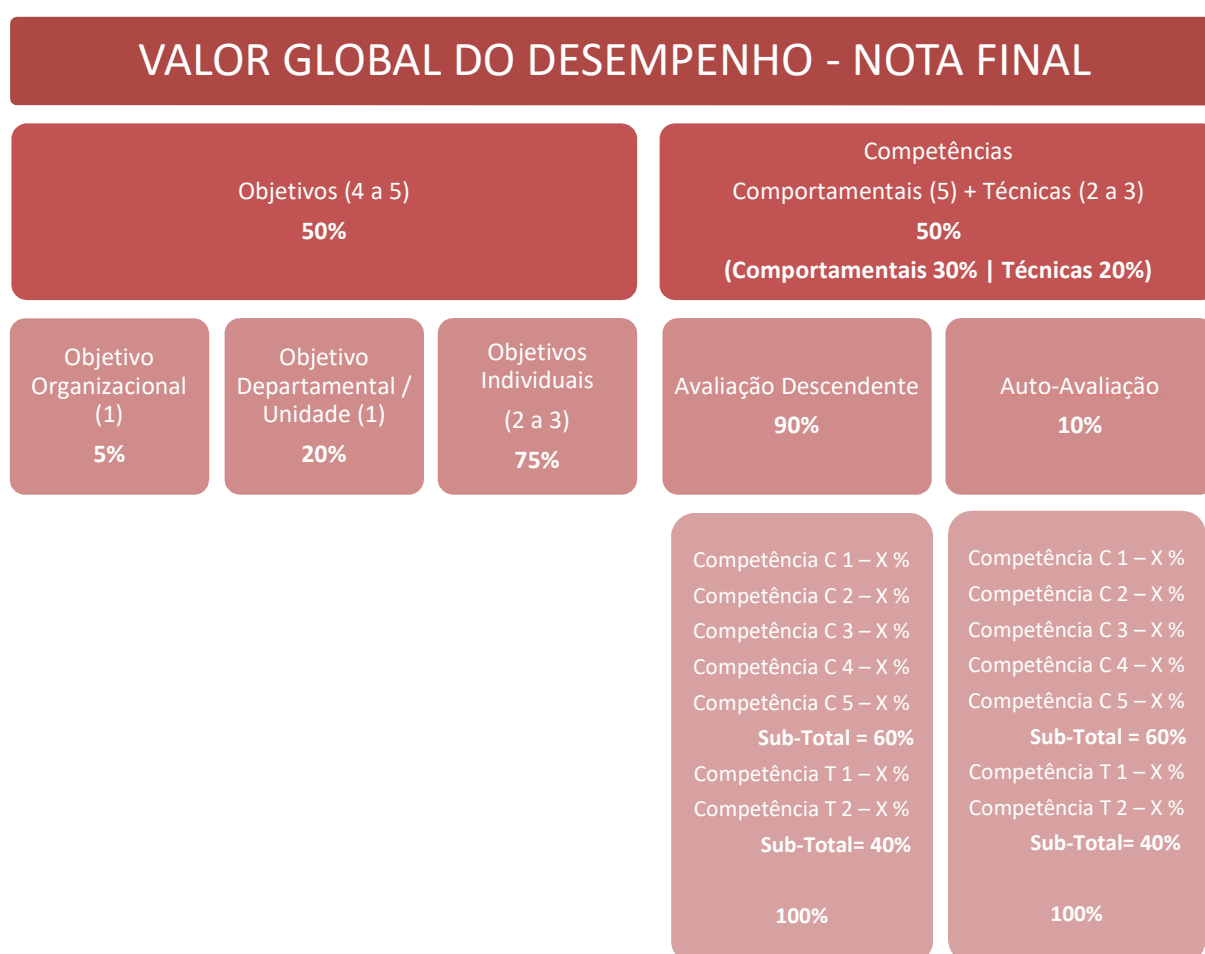 VALOR GLOBAL DO DESEMPENHO - NOTA FINAL
Objetivos (4 a 5)
50%
Competências
Comportamentais (5) + Técnicas (2 a 3)
50%
(Comportamentais 30% | Técnicas 20%)
Objetivo
Organizacional
(1)
5%
Objetivo
Departamental /
Unidade (1)
20%
Objetivos
Individuais
(2 a 3)
75%
Avaliação Descendente
90%
Auto-Avaliação
10%
Competência C 1 – X %
Competência C 2 – X %
Competência C 3 – X %
Competência C 4 – X %
Competência C 5 – X %
Sub-Total = 60%
Competência T 1 – X %
Competência T 2 – X %
Sub-Total= 40%
100%
Competência C 1 – X %
Competência C 2 – X %
Competência C 3 – X %
Competência C 4 – X %
Competência C 5 – X %
Sub-Total = 60%
Competência T 1 – X %
Competência T 2 – X %
Sub-Total= 40%
100%